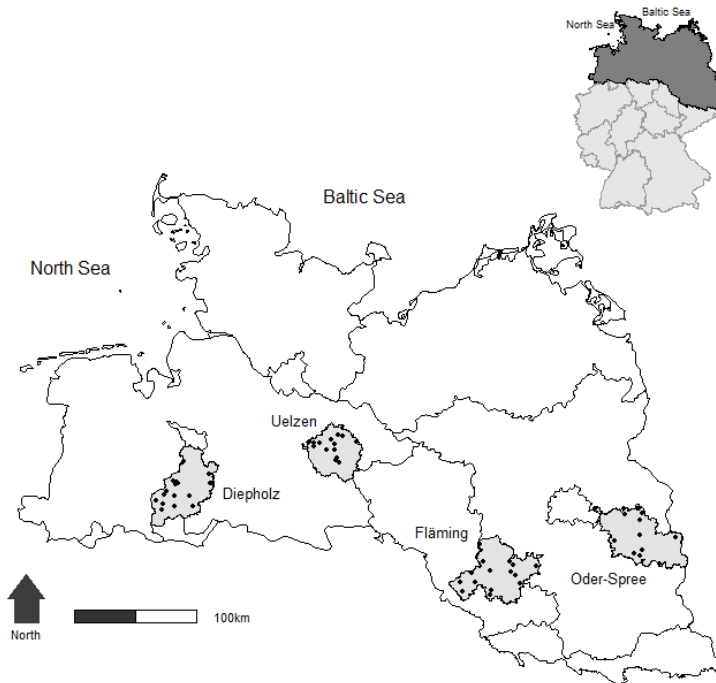 Baltic Sea
North Sea
Baltic Sea
North Sea
Uelzen
Diepholz
Fläming
Oder-Spree
100km
North